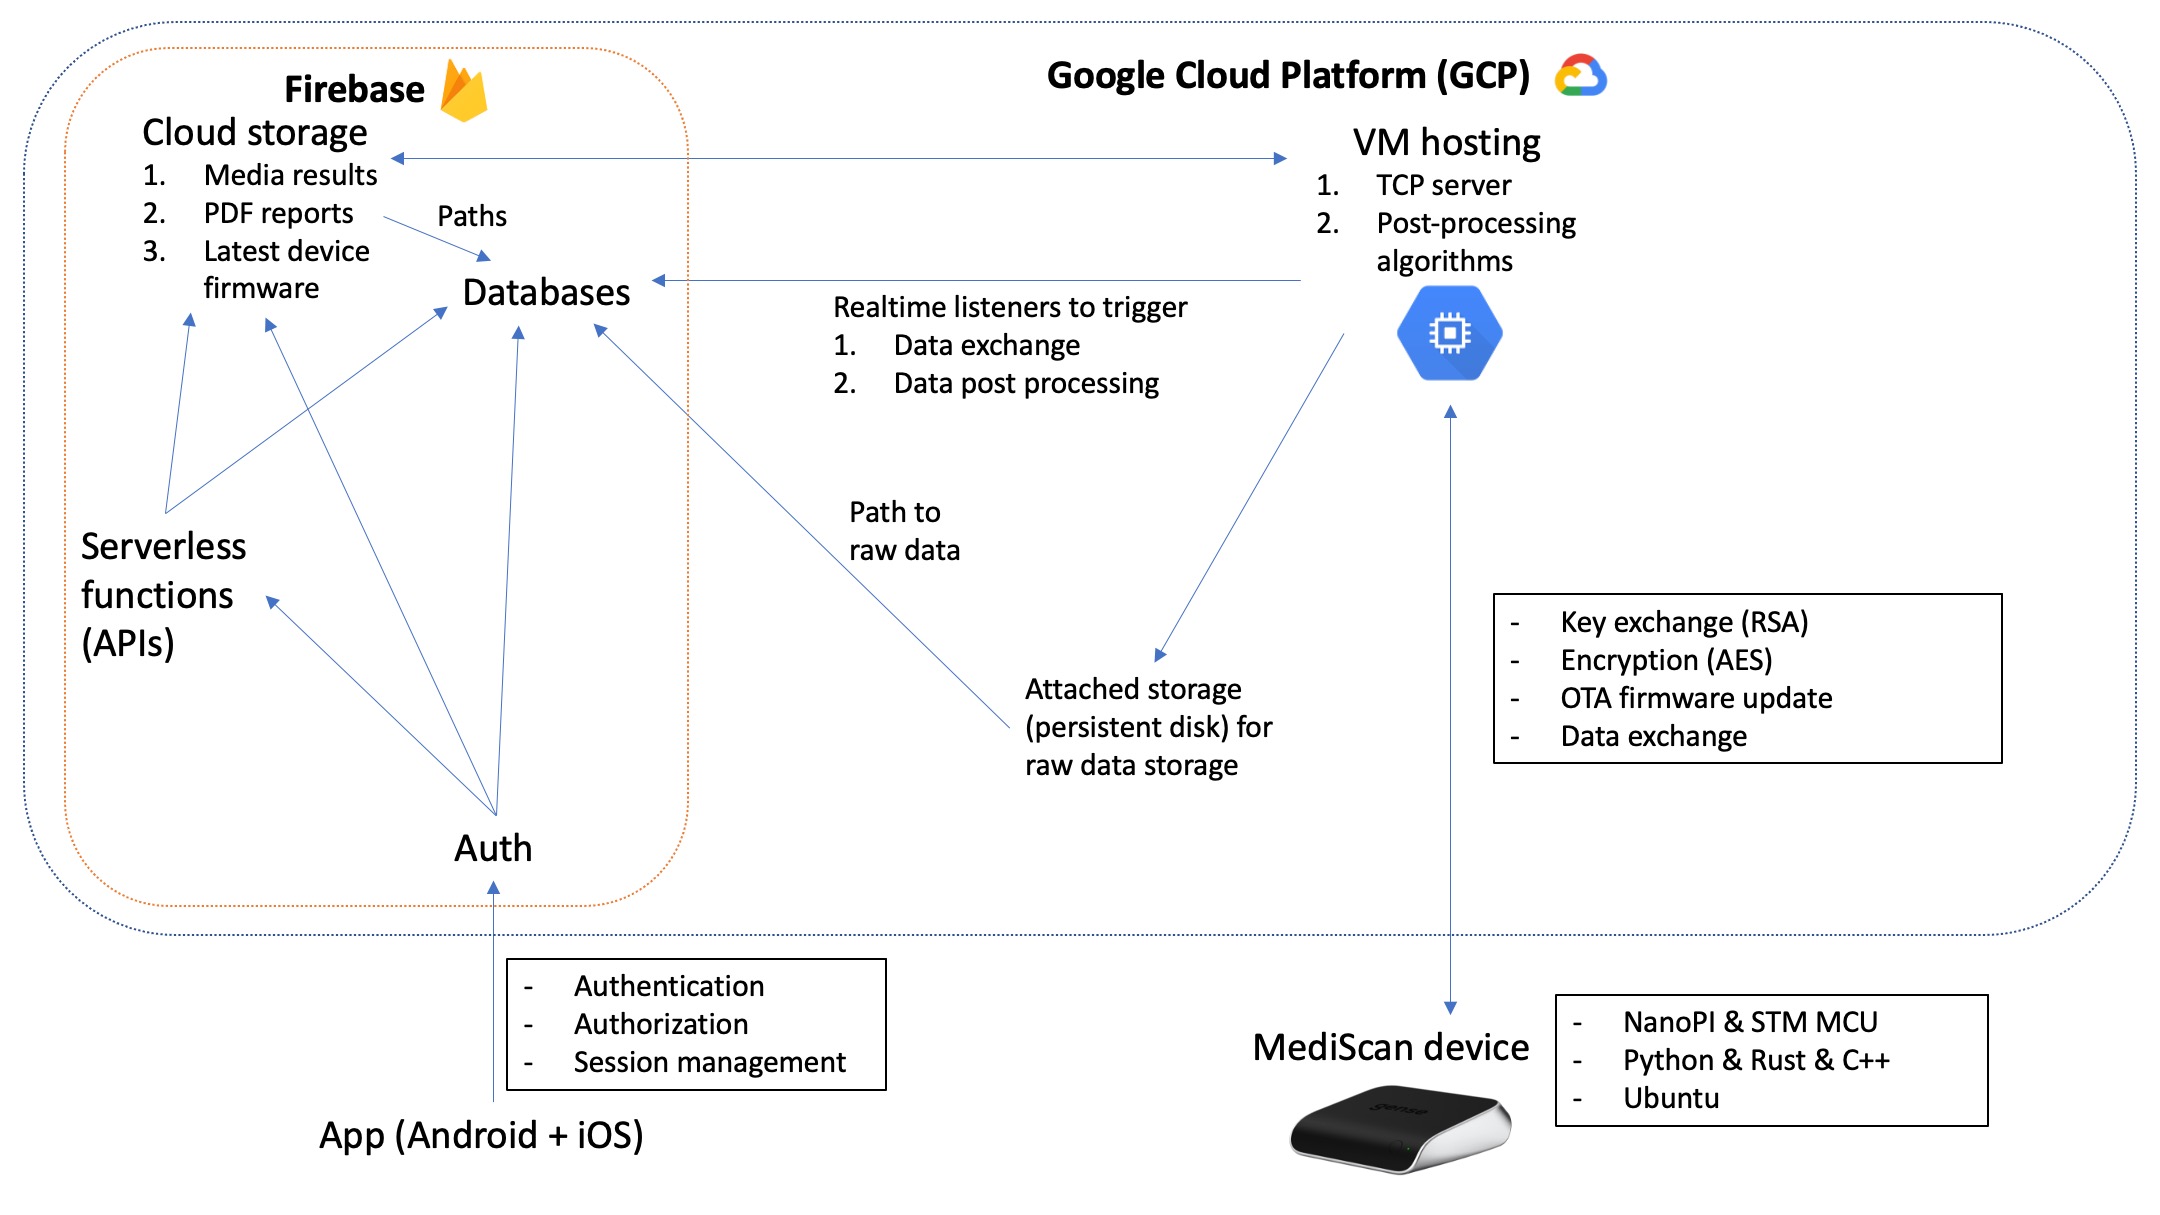 Firebase
Google Cloud Platform (GCP)
Cloud storage
1. Media results
2. PDF reports
3. Latest device
firmware
Paths
Databases
VM hosting
1. TCP server
2. Post-processing
algorithms
Realtime listeners to trigger
1. Data exchange
2. Data post processing
Path to
raw data
Serverless
functions
(APIs)
Attached storage
(persistent disk) for
raw data storage
- Key exchange (RSA)
- Encryption (AES)
- OTA firmware update
- Data exchange
Auth
- Authentication
- Authorization
- Session management
App (Android + iOS)
MediScan device
gense
- NanoPI & STM MCU
- Python & Rust & C++
- Ubuntu